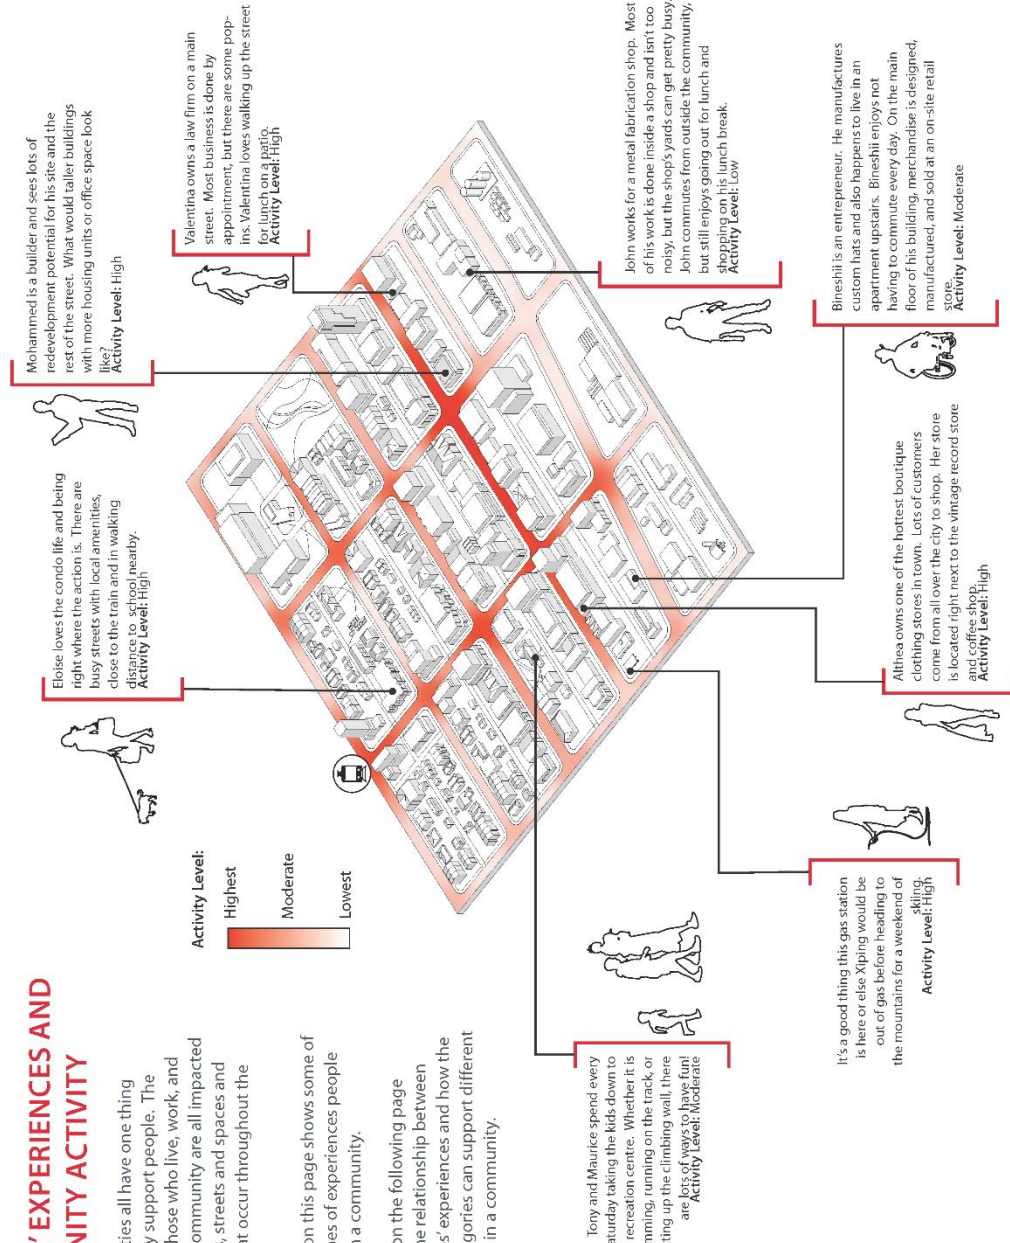 ’ EXPERIENCES AND
NITY ACTIVITY
ties all have one thing
y support people. The
hose who live, work, and
ommunity are all impacted
, streets and spaces and
at occur throughout the
on this page shows some of
pes of experiences people
n a community.
on the following page
he relationship between
s’ experiences and how the
gories can support different
in a community.
Activity Level:
Highest
Moderate
Lowest
Eloise loves the condo life and being
right where the action is. There are
busy streets with local amenities,
close to the train and in walking
distance to school nearby.
Activity Level: High
Mohammed is a builder and sees lots of
redevelopment potential for his site and the
rest of the street. What would taller buildings
with more housing units or office space look
like?
Activity Level: High
Valentina owns a law firm on a main
street. Most business is done by
appointment, but there are some pop-
ins. Valentina loves walking up the street
for lunch on a patio.
Activity Level: High
John works for a metal fabrication shop. Most
of his work is done inside a shop and isn’t too
noisy, but the shop’s yards can get pretty busy.
John commutes from outside the community,
but still enjoys going out for lunch and
shopping on his lunch break.
Activity Level: Low
Bineshii is an entrepreneur. He manufactures
custom hats and also happens to live in an
apartment upstairs. Bineshii enjoys not
having to commute every day. On the main
floor of his building, merchandise is designed,
manufactured, and sold at an on-site retail
store.
Activity Level: Moderate
Althea owns one of the hottest boutique
clothing stores in town. Lots of customers
come from all over the city to shop. Her store
is located right next to the vintage record store
and coffee shop.
Activity Level: High
It’s a good thing this gas station
is here or else Xiping would be
out of gas before heading to
the mountains for a weekend of
skiing.
Activity Level: High
Tony and Maurice spend every
aturday taking the kids down to
recreation centre. Whether it is
mming, running on the track, or
rting up the climbing wall, there
are lots of ways to have fun!
Activity Level: Moderate